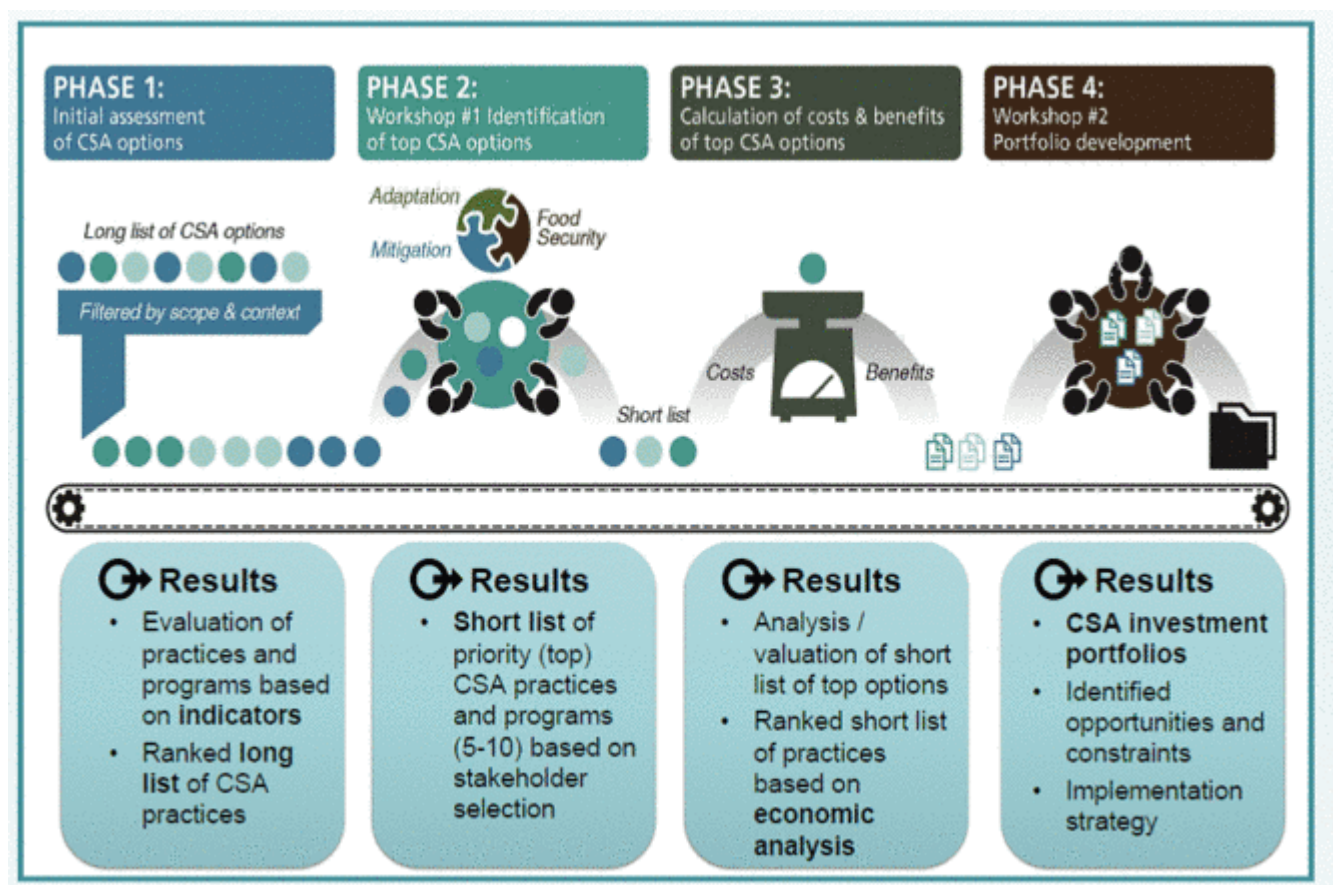 PHASE 1:
Initial assessment
of CSA options
PHASE 2:
Workshop #1 Identification
of top CSA options
PHASE 3:
Calculation of costs & benefits
of top CSA options
PHASE 4:
Workshop #2
Portfolio development
Long list of CSA options
Filtered by scope & context
Adaptation
Mitigation
Food
Security
Short list
Costs
Benefits
Results
• Evaluation of
practices and
programs based
on indicators
• Ranked long
list of CSA
practices
Results
• Short list of
priority (top)
CSA practices
and programs
(5-10) based on
stakeholder
selection
Results
• Analysis /
valuation of short
list of top options
• Ranked short list
of practices
based on
economic
analysis
Results
• CSA investment
portfolios
• Identified
opportunities and
constraints
• Implementation
strategy